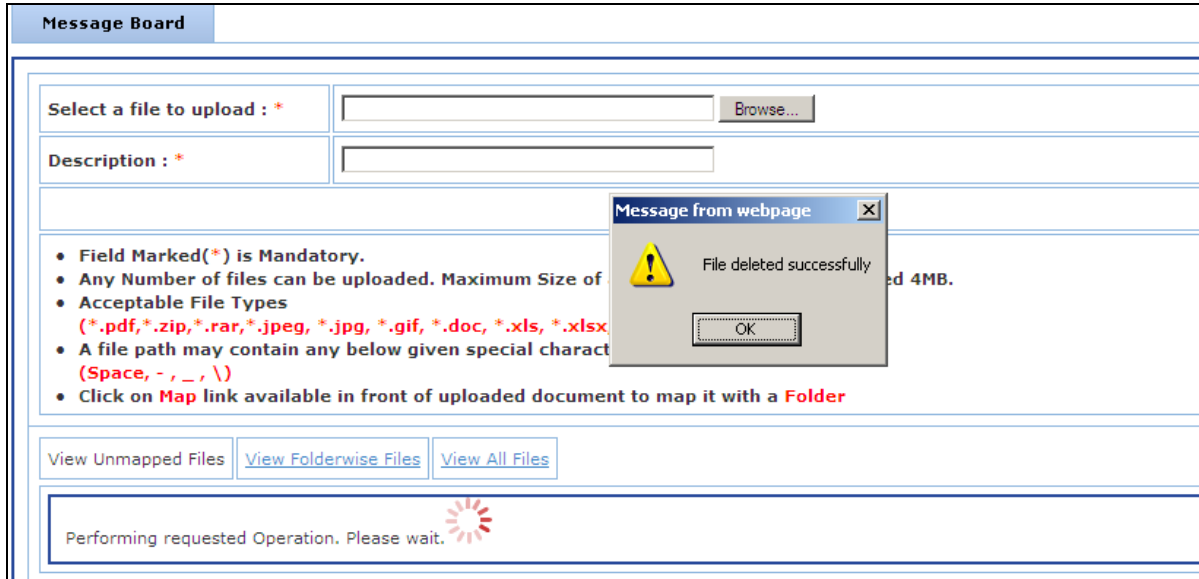 Message Board
Select a file to upload : *
Browse...
Description : *
Message from webpage
File deleted successfully
OK
• Field Marked(*) is Mandatory.
• Any Number of files can be uploaded. Maximum Size of
ed 4MB.
• Acceptable File Types
(*.pdf,*.zip,*.rar,*.jpeg, *.jpg, *.gif, *.doc, *.xls, *.xlsx,
• A file path may contain any below given special charact
(Space, - , _ , \)
• Click on Map link available in front of uploaded document to map it with a Folder
View Unmapped Files View Folderwise Files View All Files
Performing requested Operation. Please wait.